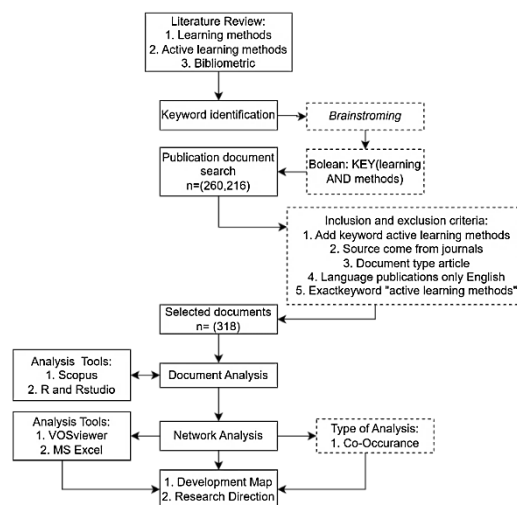 Literature Review:
1. Learning methods
2. Active learning methods
3. Bibliometric
Keyword identification
Brainstroming
Publication document
search
n=(260,216)
Bolean: KEY(learning
AND methods)
Inclusion and exclusion criteria:
1. Add keyword active learning methods
2. Source come from journals
3. Document type article
4. Language publications only English
5. Exactkeyword "active learning methods"
Selected documents
n= (318)
Analysis Tools:
1. Scopus
2. R and Rstudio
Document Analysis
Analysis Tools:
1. VOSviewer
2. MS Excel
Network Analysis
Type of Analysis:
1. Co-Occurance
1. Development Map
2. Research Direction